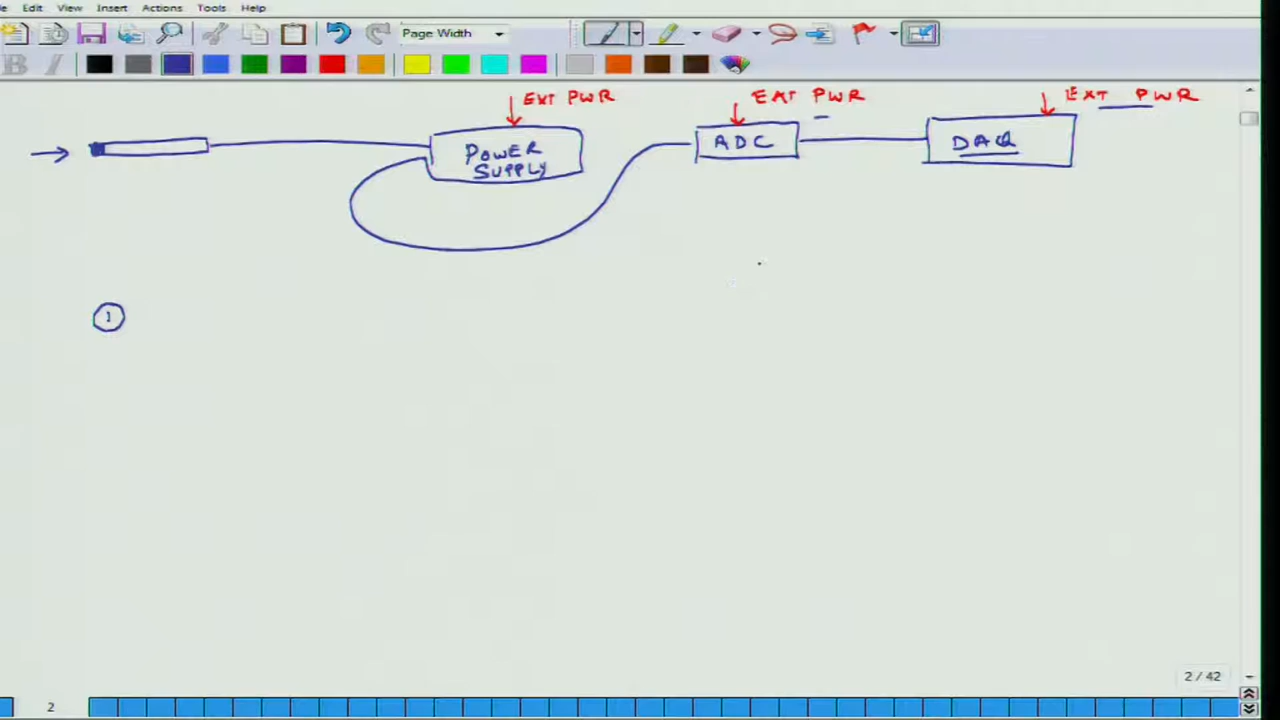 Edit View Insert Actions Tools Help
Page Width
B I
EXT PWR EXT PWR EXT PWR
POWER SUPPLY ADC DAQ
1
2 / 42
2